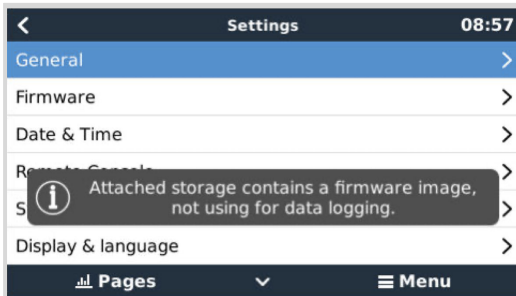 Settings 08:57
General
Firmware
Date & Time
Attached storage contains a firmware image,
not using for data logging.
Display & language
Pages Menu